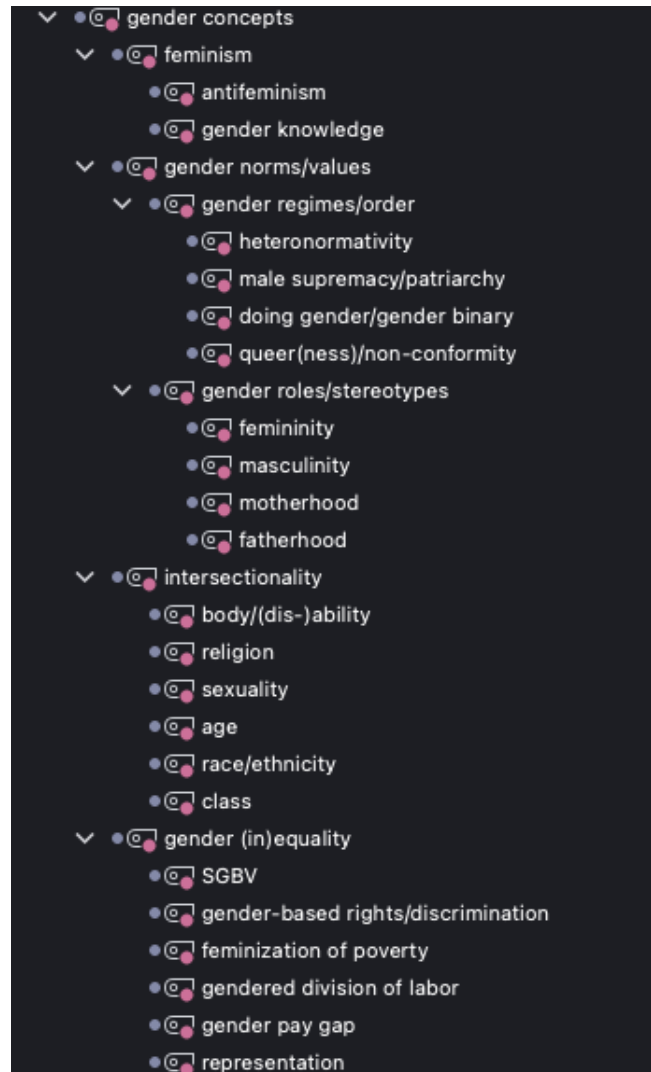 gender concepts
feminism
antifeminism
gender knowledge
gender norms/values
gender regimes/order
heteronormativity
male supremacy/patriarchy
doing gender/gender binary
queer(ness)/non-conformity
gender roles/stereotypes
femininity
masculinity
motherhood
fatherhood
intersectionality
body/(dis-)ability
religion
sexuality
age
race/ethnicity
class
gender (in)equality
SGBV
gender-based rights/discrimination
feminization of poverty
gendered division of labor
gender pay gap
representation